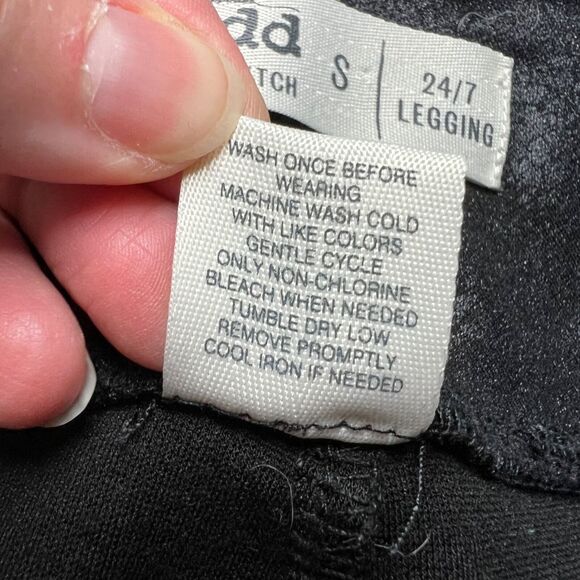 S
24/7
LEGGING
WASH ONCE BEFORE
WEARING
MACHINE WASH COLD
WITH LIKE COLORS
GENTLE CYCLE
ONLY NON-CHLORINE
BLEACH WHEN NEEDED
TUMBLE DRY LOW
REMOVE PROMPTLY
COOL IRON IF NEEDED